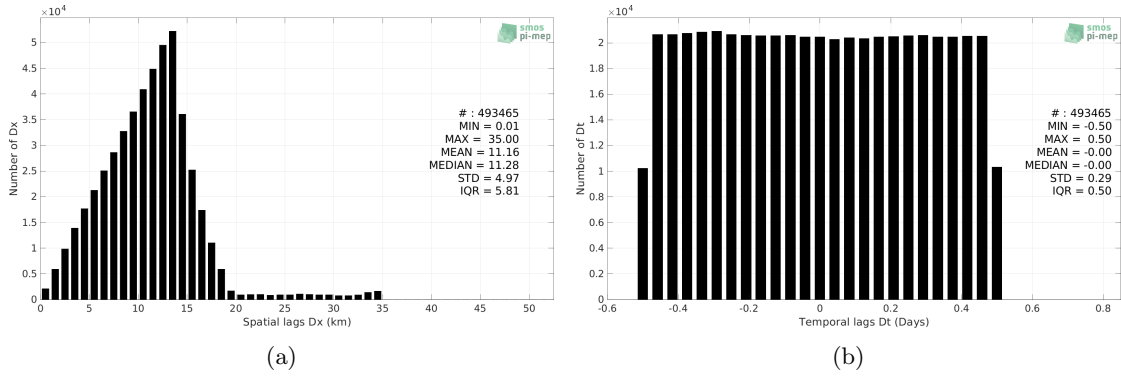 ×10⁴
5
4.5
4
3.5
3
2.5
2
1.5
1
0.5
0
Number of Dx
smos
pi-mep
# : 493465
MIN = 0.01
MAX = 35.00
MEAN = 11.16
MEDIAN = 11.28
STD = 4.97
IQR = 5.81
0 5 10 15 20 25 30 35 40 45 50
Spatial lags Dx (km)
(a)
×10⁴
2
1.8
1.6
1.4
1.2
1
0.8
0.6
0.4
0.2
0
Number of Dt
smos
pi-mep
# : 493465
MIN = -0.50
MAX = 0.50
MEAN = -0.00
MEDIAN = -0.00
STD = 0.29
IQR = 0.50
-0.6 -0.4 -0.2 0 0.2 0.4 0.6 0.8
Temporal lags Dt (Days)
(b)